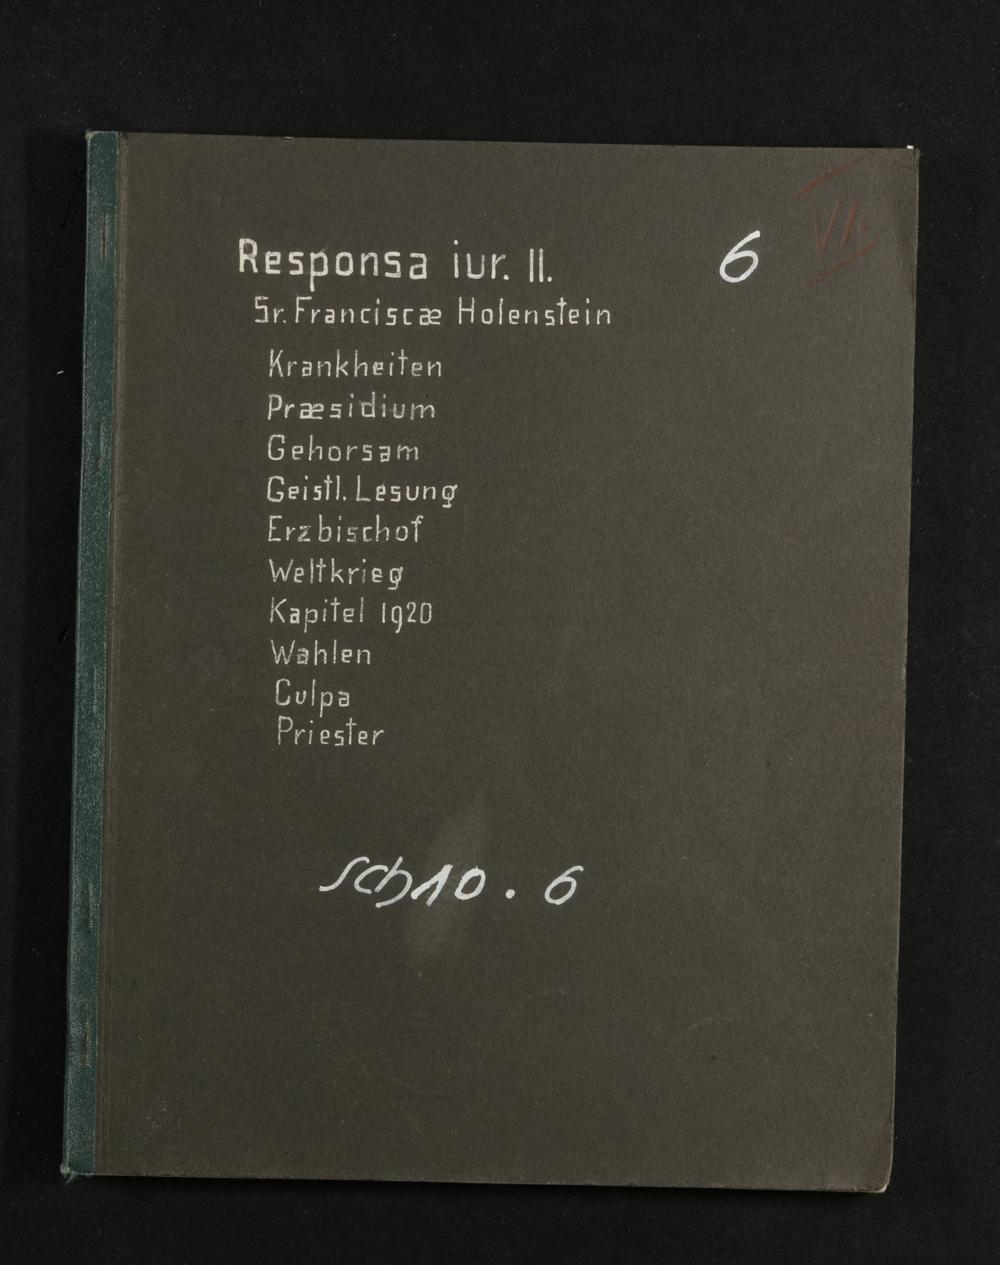 Responsa iur. II.
6
Sr. Franciscæ Holenstein
Krankheiten
Præsidium
Gehorsam
Geistl. Lesung
Erzbischof
Weltkrieg
Kapitel 1920
Wahlen
Culpa
Priester
Sch10.6